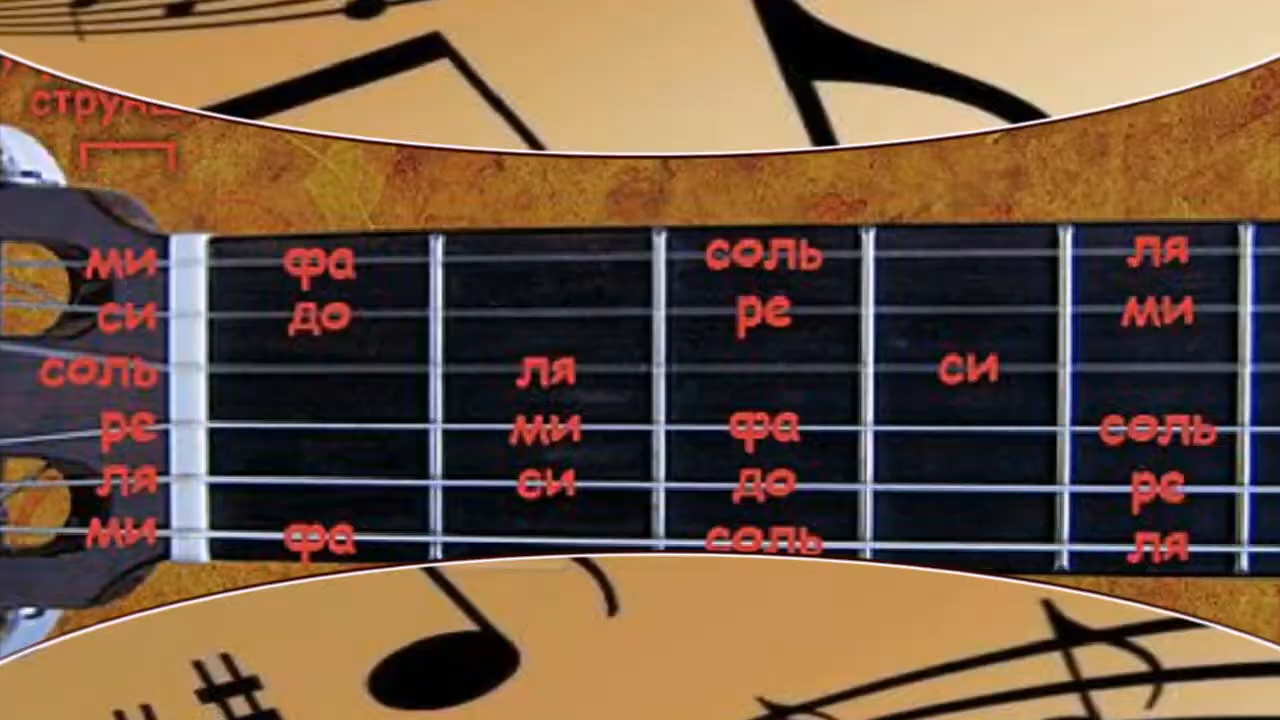 ми фа соль ля
си до ре ми
соль ля си
ре ми фа соль
ля си до ре
ми фа соль ля